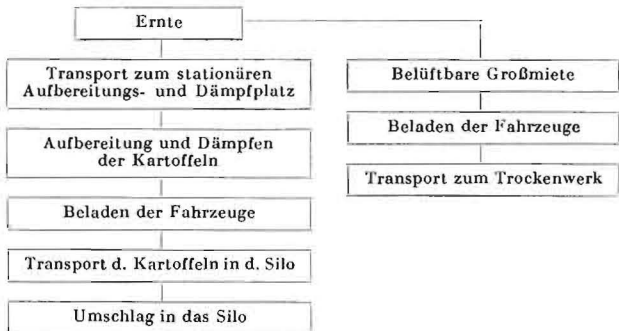 Ernte
Transport zum stationären
Aufbereitungs- und Dämpfplatz
Aufbereitung und Dämpfen
der Kartoffeln
Beladen der Fahrzeuge
Transport d. Kartoffeln in d. Silo
Umschlag in das Silo
Belüftbare Großmiete
Beladen der Fahrzeuge
Transport zum Trockenwerk